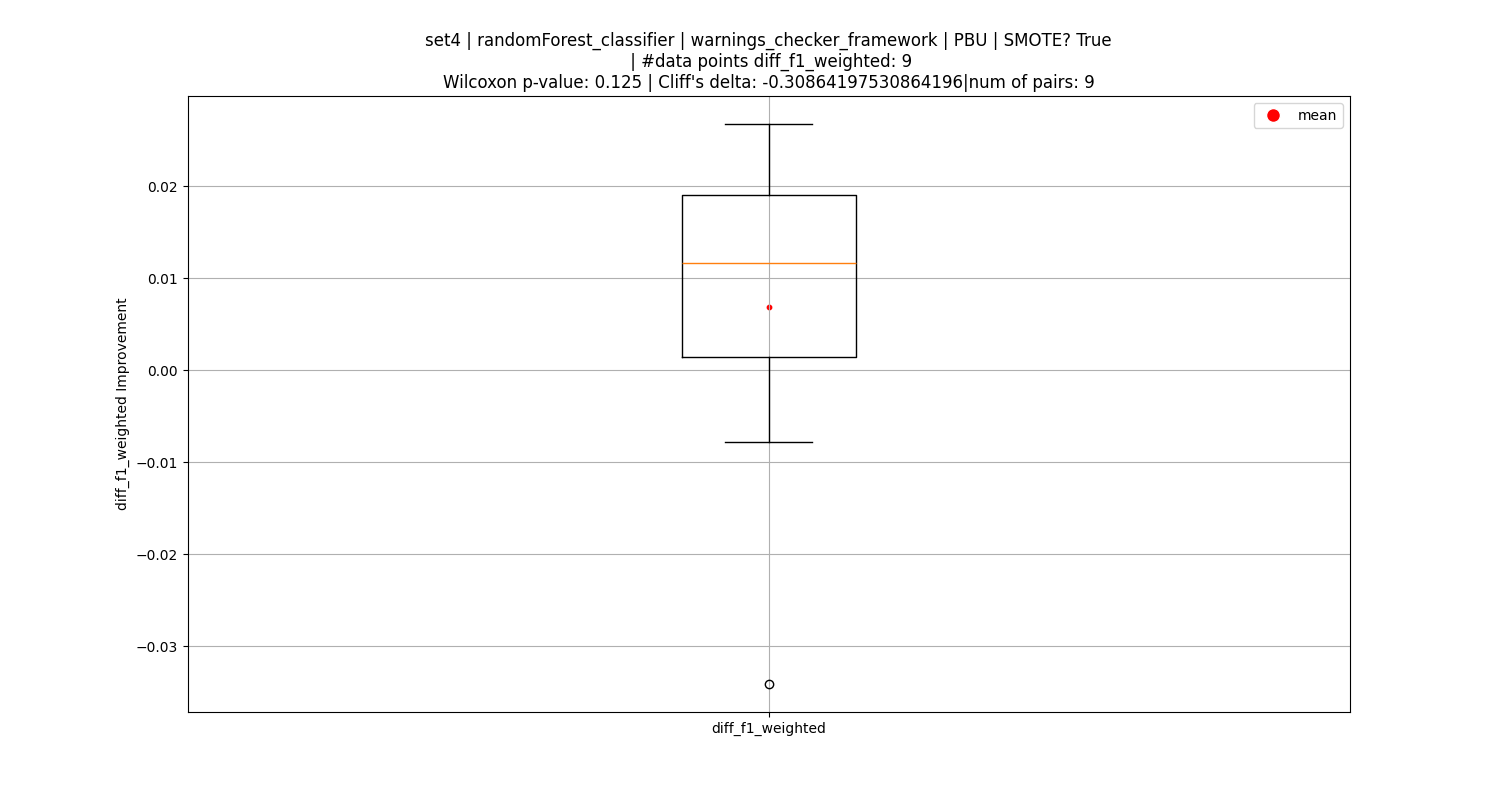 set4 | randomForest_classifier | warnings_checker_framework | PBU | SMOTE? True
| #data points diff_f1_weighted: 9
Wilcoxon p-value: 0.125 | Cliff's delta: -0.30864197530864196|num of pairs: 9
mean
0.02
0.01
0.00
−0.01
−0.02
−0.03
diff_f1_weighted Improvement
diff_f1_weighted